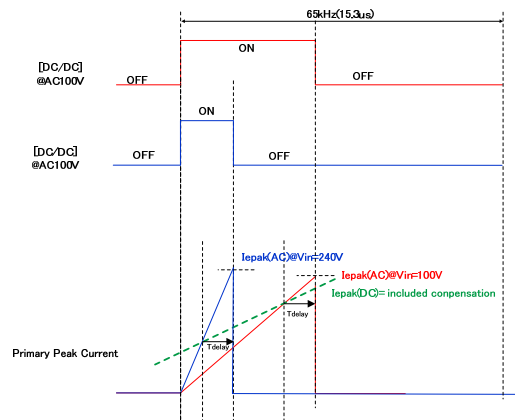 65kHz(15.3us)
ON
[DC/DC]
@AC100V
OFF
OFF
ON
[DC/DC]
@AC100V
OFF
OFF
Iepak(AC)@Vin=240V
Iepak(AC)@Vin=100V
Iepak(DC)= included conpensation
Tdelay
Tdelay
Primary Peak Current